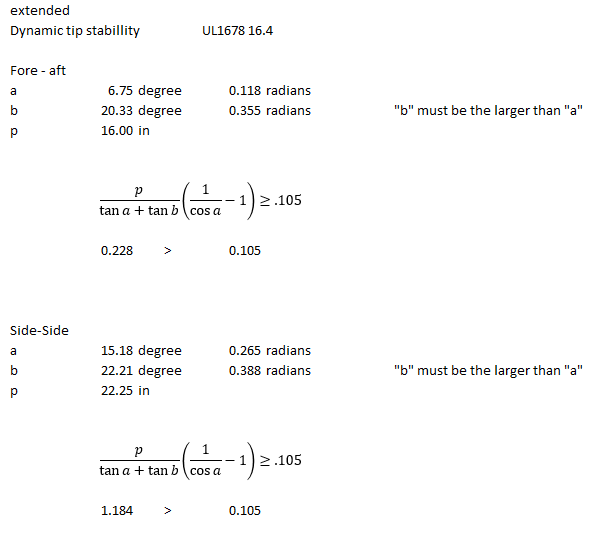 extended
Dynamic tip stabillity UL1678 16.4
Fore - aft
a 6.75 degree 0.118 radians
b 20.33 degree 0.355 radians "b" must be the larger than "a"
p 16.00 in
p/(tan a + tan b) (1/cos a − 1) ≥ .105
0.228 > 0.105
Side-Side
a 15.18 degree 0.265 radians
b 22.21 degree 0.388 radians "b" must be the larger than "a"
p 22.25 in
p/(tan a + tan b) (1/cos a − 1) ≥ .105
1.184 > 0.105